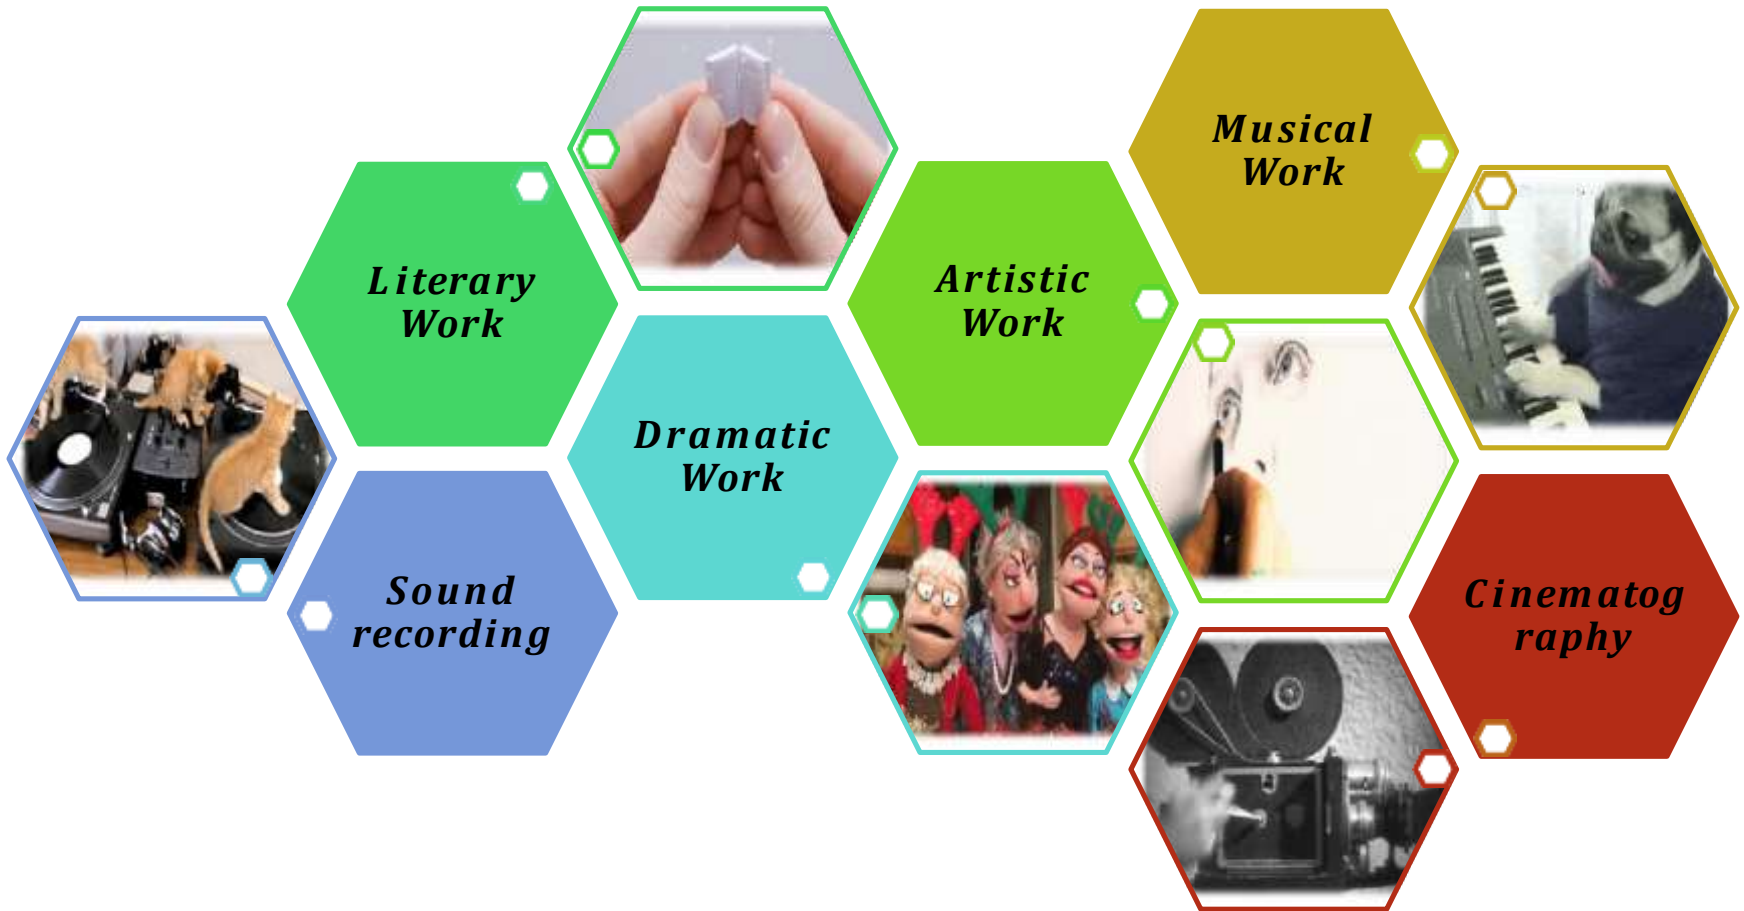 Musical
Work
Literary
Work
Artistic
Work
Dramatic
Work
Sound
recording
Cinematog
raphy